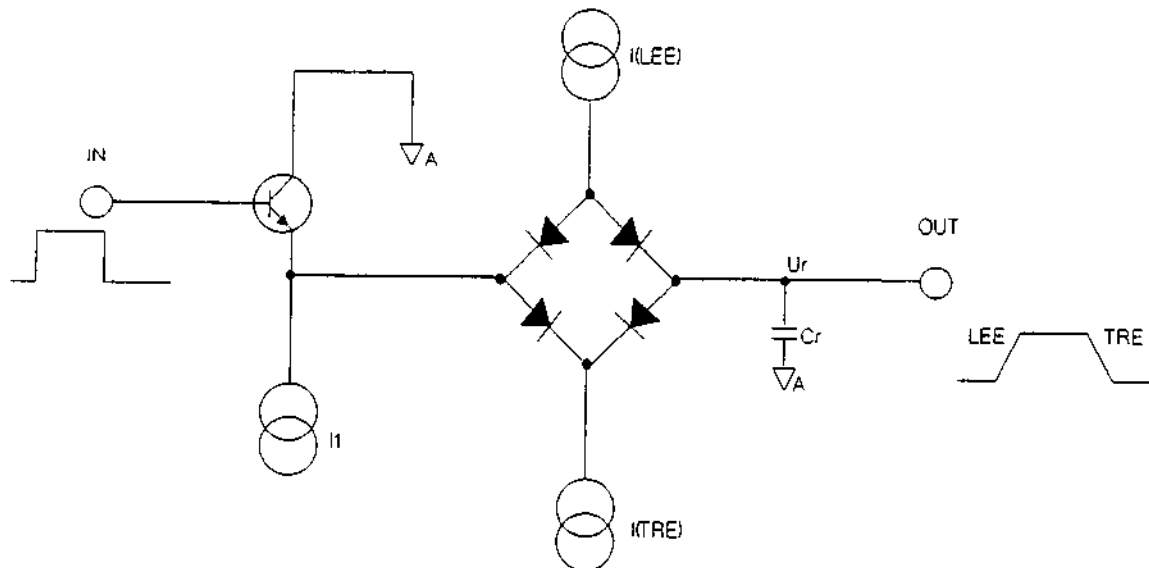 I(LEE)
IN
A
OUT
Ur
Cr
A
LEE
TRE
I1
I(TRE)